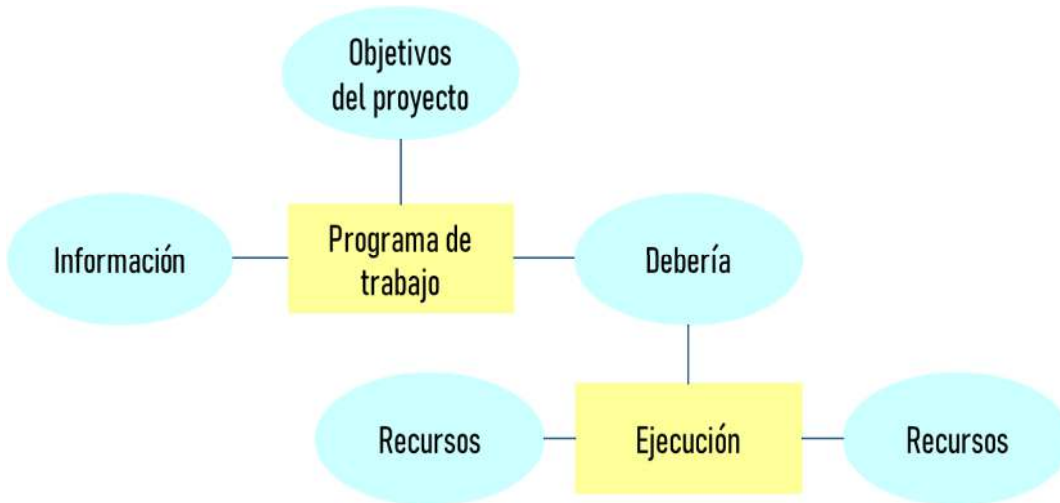 Objetivos
del proyecto
Información
Programa de
trabajo
Debería
Recursos
Ejecución
Recursos